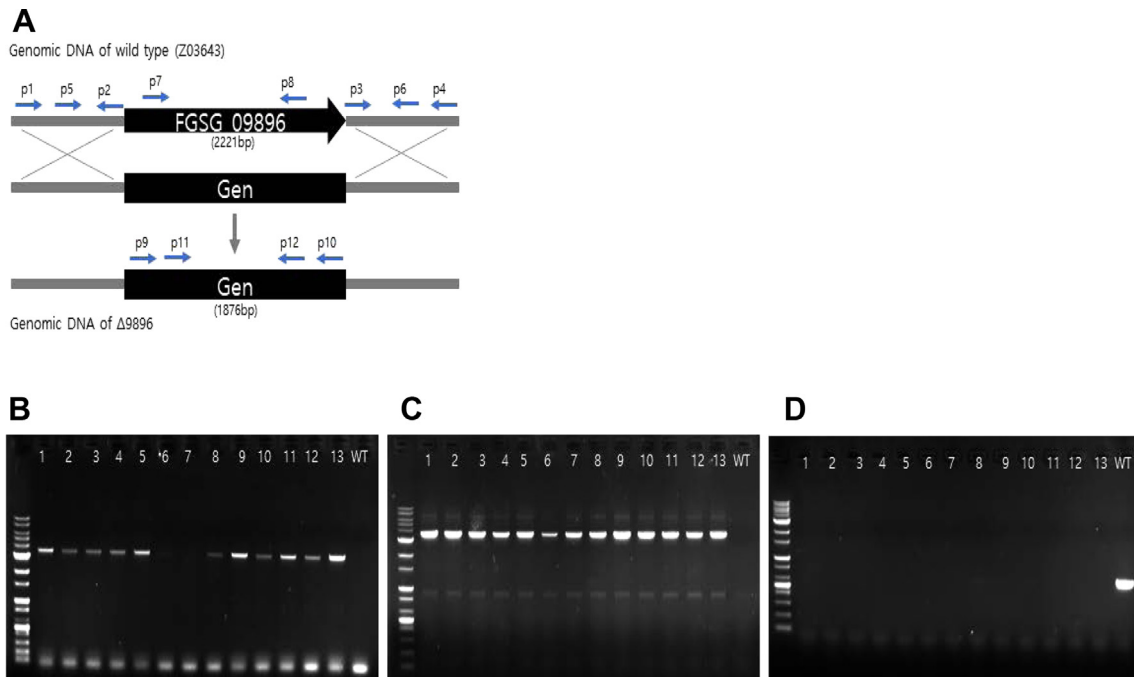 A
Genomic DNA of wild type (Z03643)
p1 p5 p2 p7 p8 p3 p6 p4
FGSG 09896
(2221bp)
Gen
p9 p11 p12 p10
Gen
(1876bp)
Genomic DNA of Δ9896
B
1 2 3 4 5 6 7 8 9 10 11 12 13 WT
C
1 2 3 4 5 6 7 8 9 10 11 12 13 WT
D
1 2 3 4 5 6 7 8 9 10 11 12 13 WT